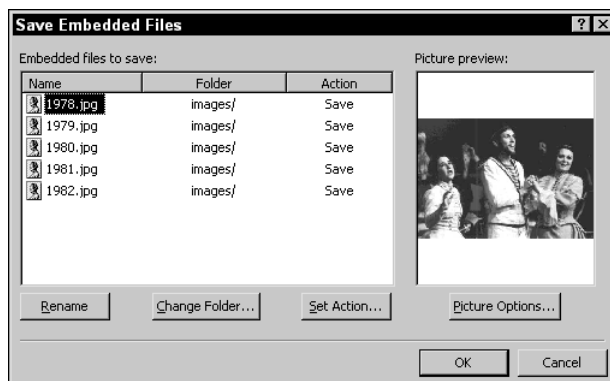 Save Embedded Files
Embedded files to save:
Picture preview:
Name Folder Action
1978.jpg images/ Save
1979.jpg images/ Save
1980.jpg images/ Save
1981.jpg images/ Save
1982.jpg images/ Save
Rename Change Folder... Set Action... Picture Options...
OK Cancel